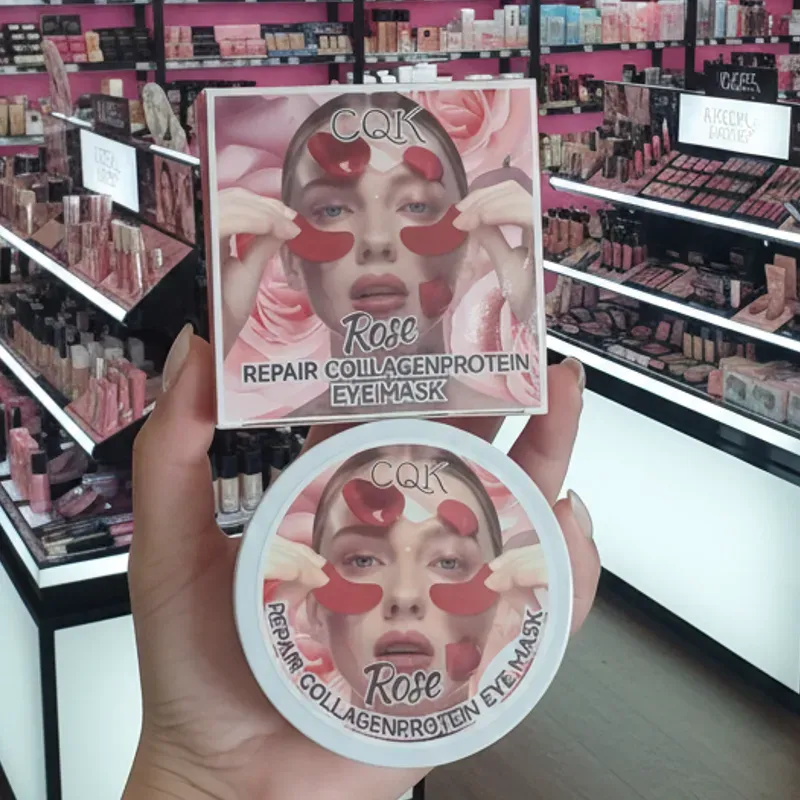 CQK
Rose
REPAIR COLLAGENPROTEIN
EYE MASK
CQK
Rose
REPAIR COLLAGENPROTEIN EYE MASK